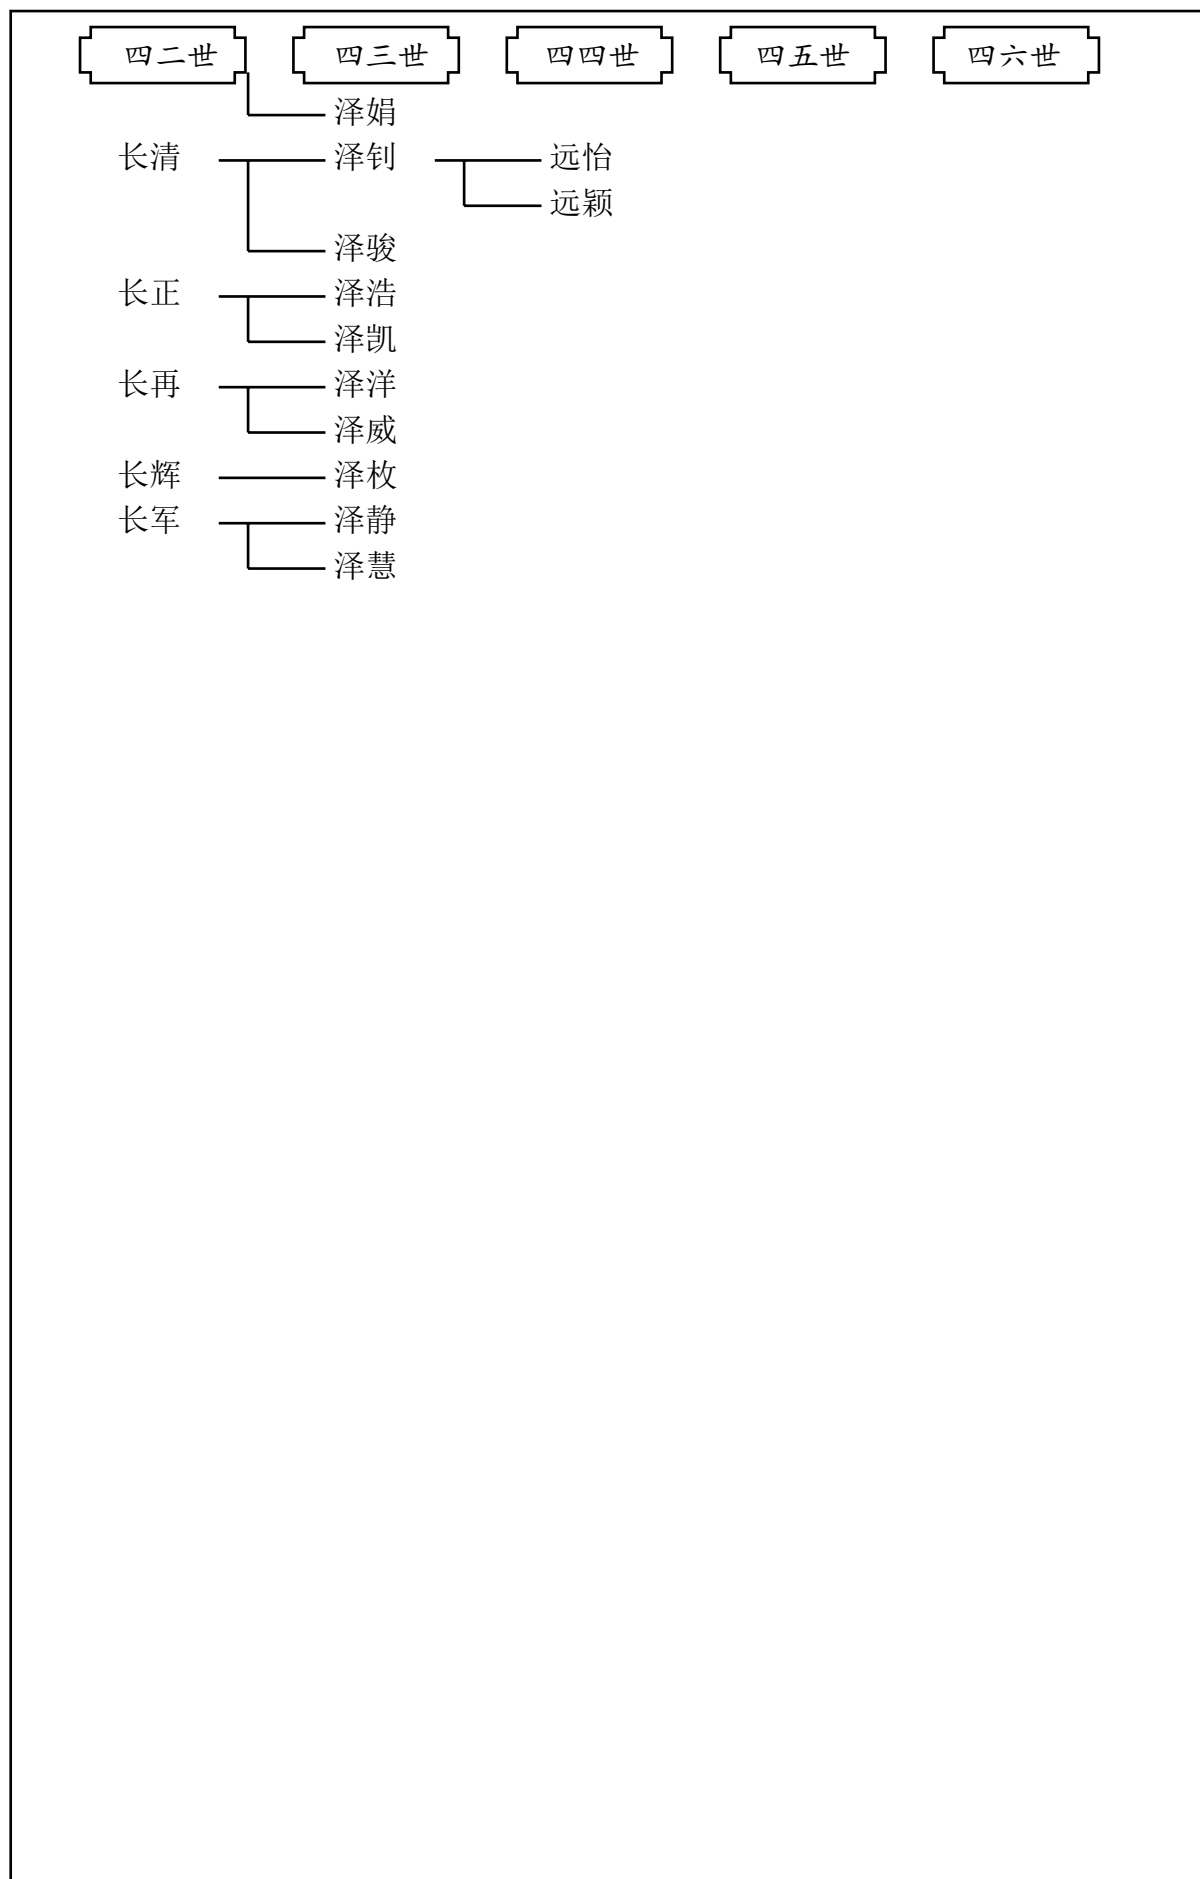 四二世 四三世 四四世 四五世 四六世
泽娟
长清 泽钊 远怡
远颖
泽骏
长正 泽浩
泽凯
长再 泽洋
泽威
长辉 泽枚
长军 泽静
泽慧